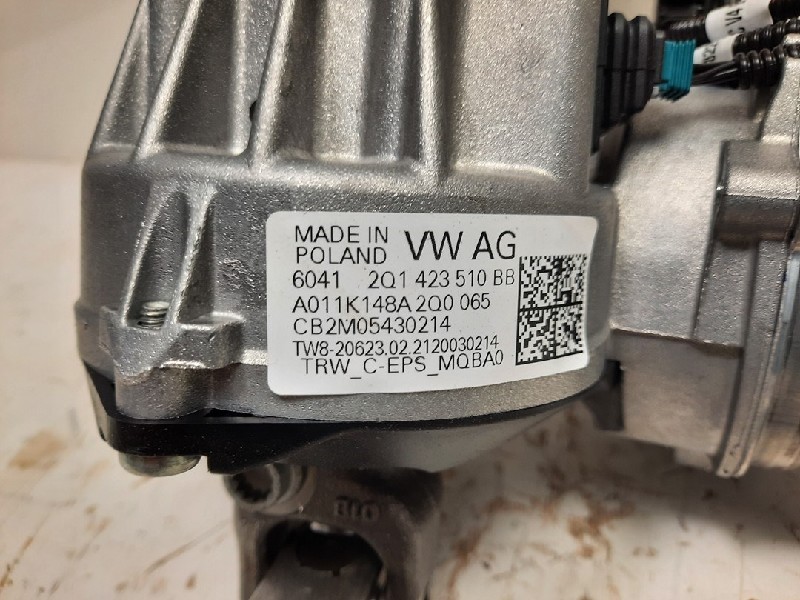 MADE IN VW AG
POLAND
6041 2Q1 423 510 BB
A011K148A 2Q0 065
CB2M05430214
TW8-20623.02.2120030214
TRW_C-EPS_MQBA0